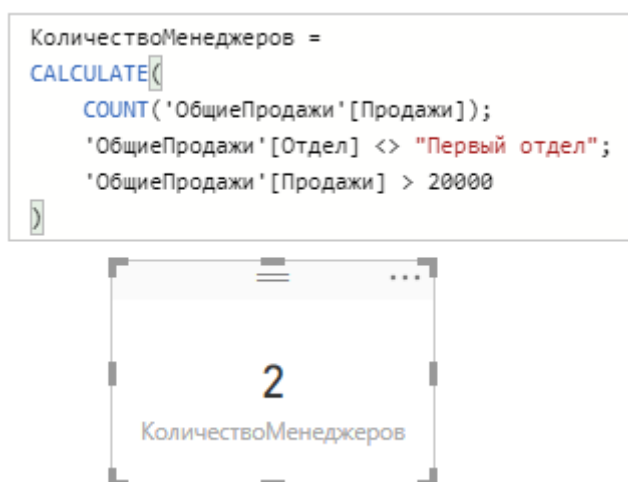 КоличествоМенеджеров =
CALCULATE(
COUNT('ОбщиеПродажи'[Продажи]);
'ОбщиеПродажи'[Отдел] <> "Первый отдел";
'ОбщиеПродажи'[Продажи] > 20000
)
2
КоличествоМенеджеров